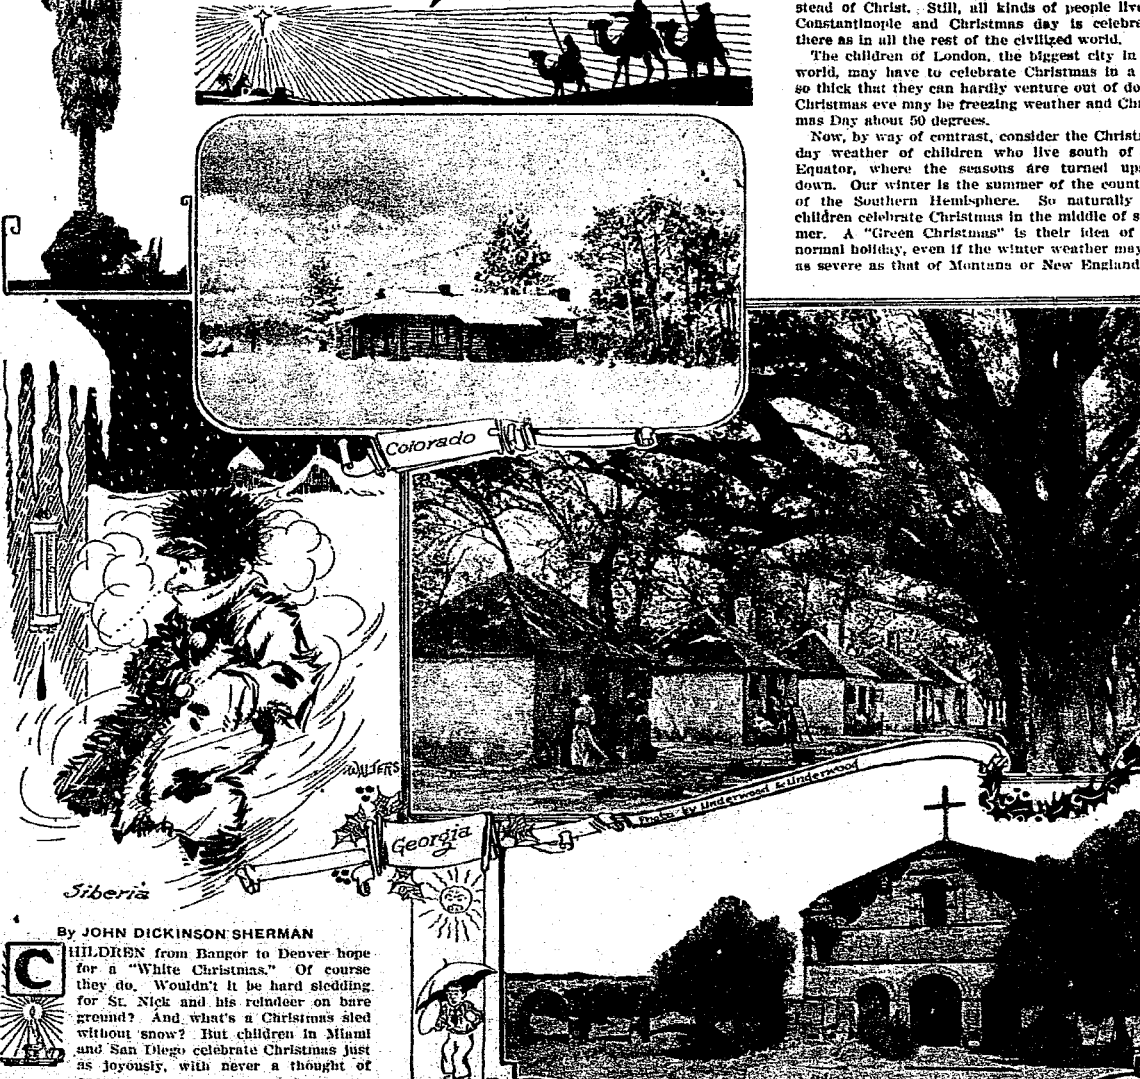 stead of Christ. Still, all kinds of people live
Constantinople and Christmas day is celebr
there as in all the rest of the civilized world.
The children of London, the biggest city in
world, may have to celebrate Christmas in a
so thick that they can hardly venture out of do
Christmas eve may be freezing weather and Chr
mas Day about 50 degrees.
Now, by way of contrast, consider the Christ
day weather of children who live south of
Equator, where the seasons are turned up
down. Our winter is the summer of the count
of the Southern Hemisphere. So naturally
children celebrate Christmas in the middle of s
mer. A "Green Christmas" is their idea of
normal holiday, even if the winter weather may
as severe as that of Montana or New England
Colorado
WALTERS
Photo by Underwood & Underwood
Georgia
Siberia
By JOHN DICKINSON SHERMAN
CHILDREN from Bangor to Denver hope
for a "White Christmas." Of course
they do. Wouldn't it be hard sledding
for St. Nick and his reindeer on bare
ground? And what's a Christmas sled
without snow? But children in Miami
and San Diego celebrate Christmas just
as joyously, with never a thought of